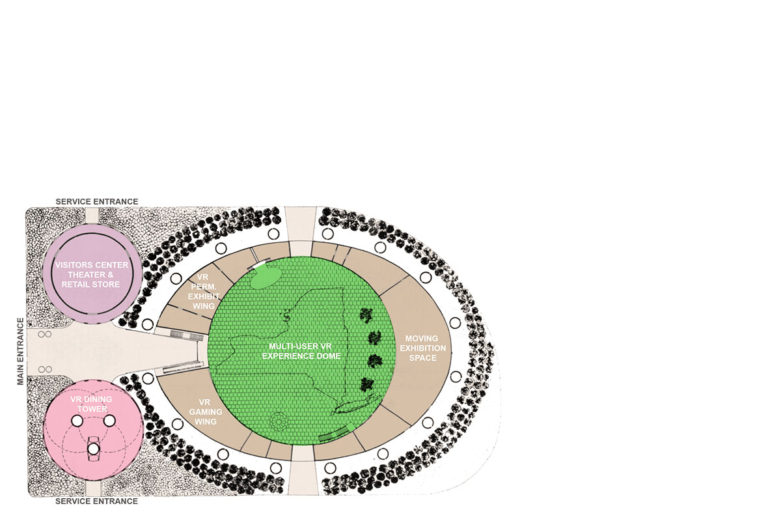 SERVICE ENTRANCE
VISITORS CENTER
THEATER &
RETAIL STORE
VR
PERM.
EXHIBIT
WING
MAIN ENTRANCE
MULTI-USER VR
EXPERIENCE DOME
MOVING
EXHIBITION
SPACE
VR DINING
TOWER
VR
GAMING
WING
SERVICE ENTRANCE